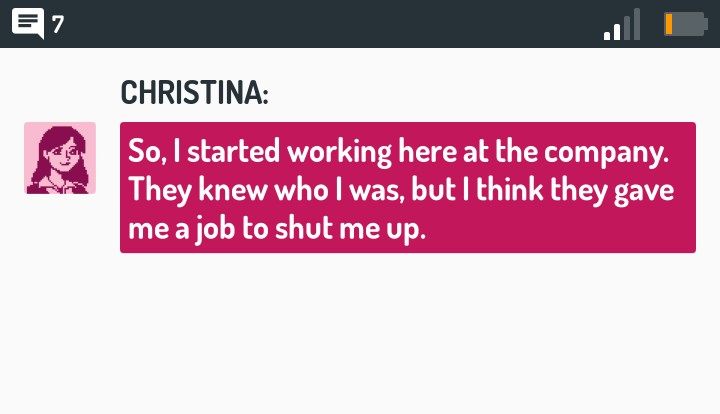 7
CHRISTINA:
So, I started working here at the company.
They knew who I was, but I think they gave
me a job to shut me up.